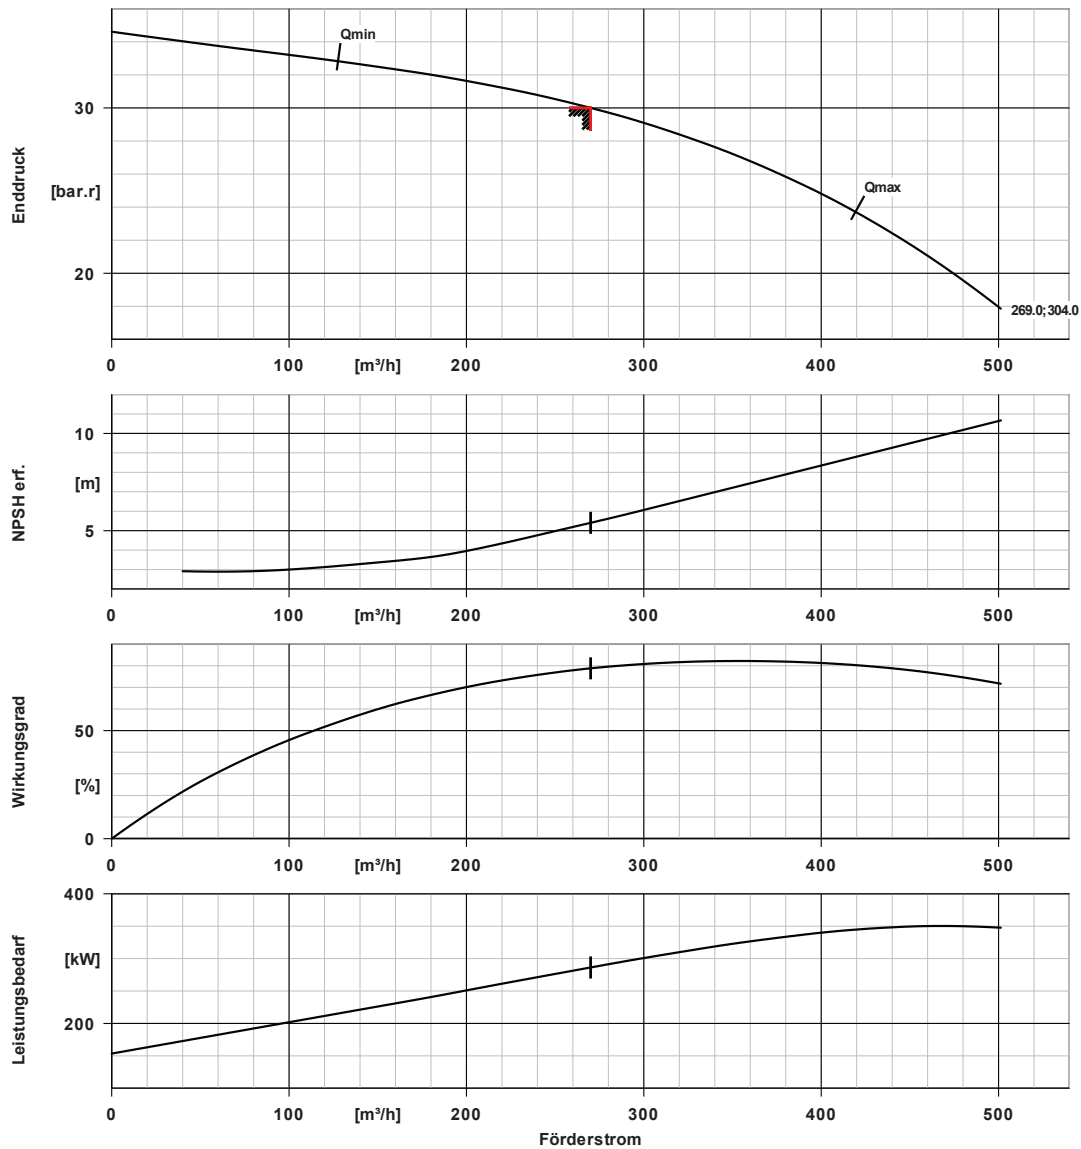 Qmin
30
Enddruck
[bar.r]
Qmax
20
269.0;304.0
0 100 [m³/h] 200 300 400 500
10
NPSH erf.
[m]
5
0 100 [m³/h] 200 300 400 500
50
Wirkungsgrad
[%]
0
0 100 [m³/h] 200 300 400 500
400
Leistungsbedarf
[kW]
200
0 100 [m³/h] 200 300 400 500
Förderstrom